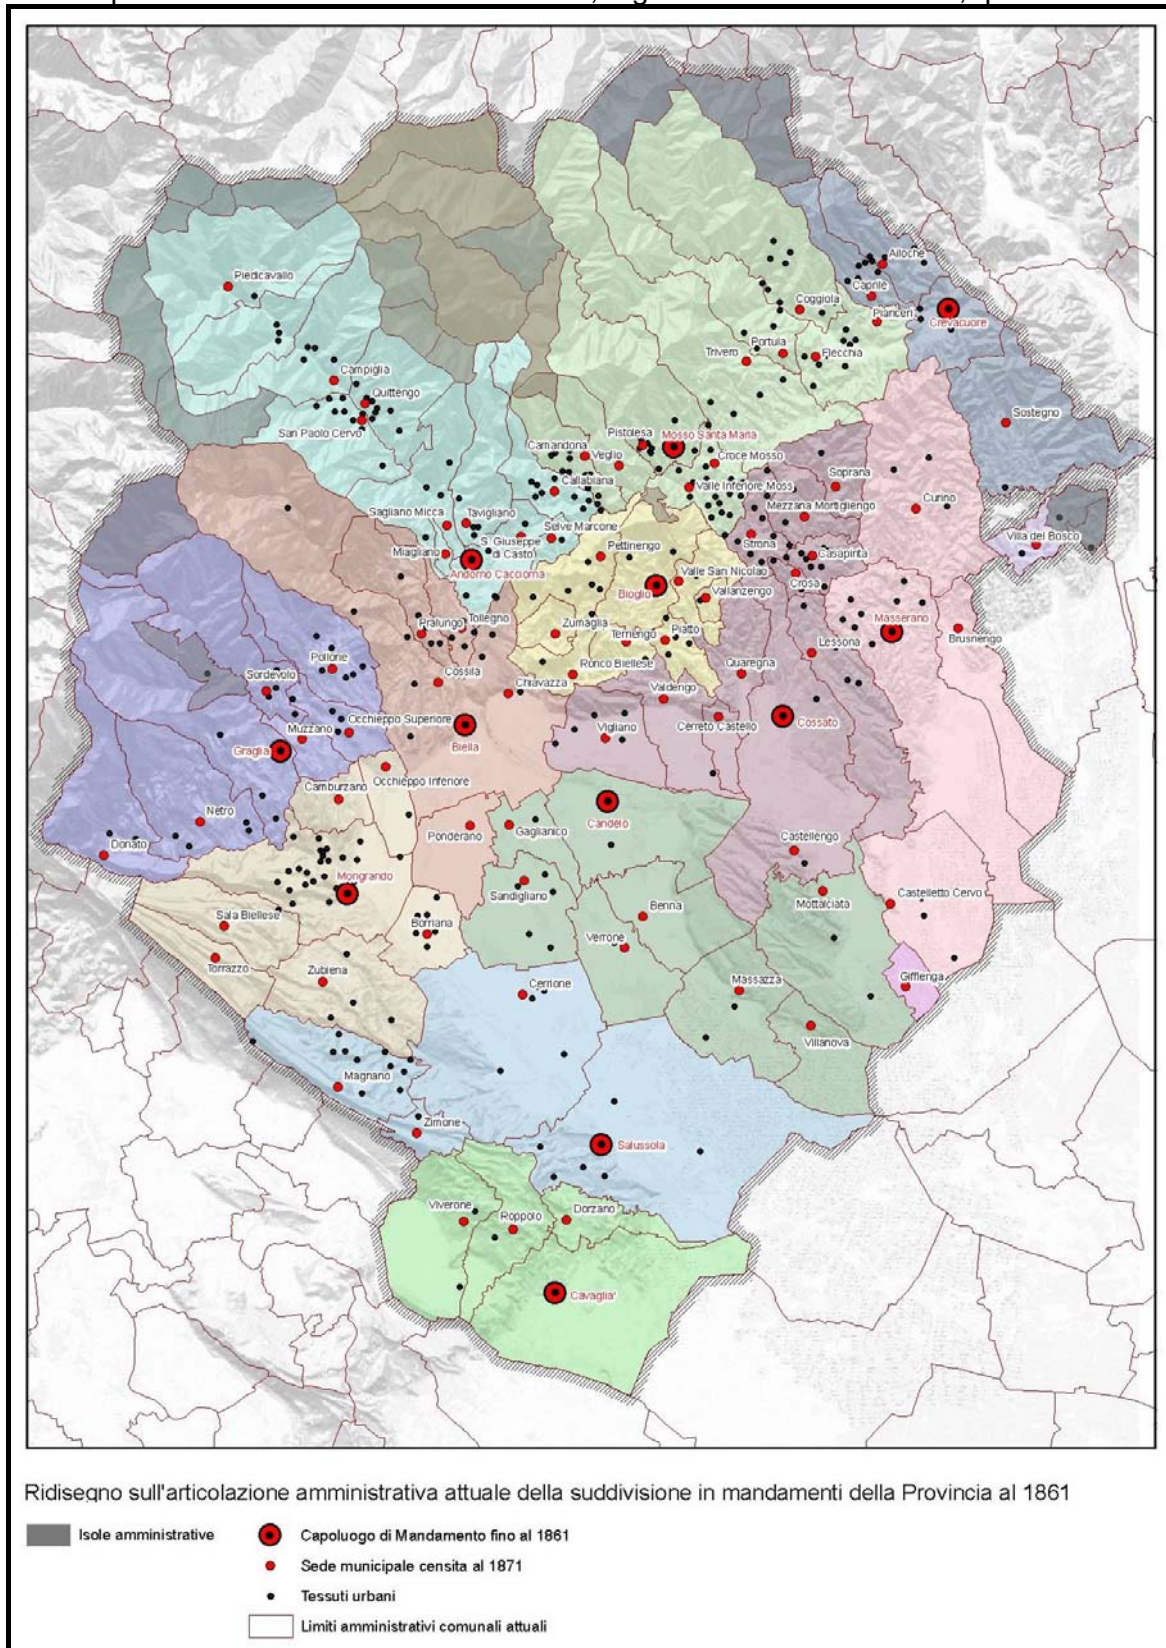 Ailoche
Piedicavallo
Caprile
Coggiola
Pianceri
Crevacuore
Portula
Flecchia
Trivero
Campiglia
Quittengo
Sostegno
San Paolo Cervo
Pistolesa
Mosso Santa Maria
Camandona
Veglio
Croce Mosso
Soprana
Callabiana
Valle Inferiore Moss
Curino
Mezzana Mortigliengo
Sagliano Micca
Tavigliano
Selve Marcone
Villa del Bosco
S. Giuseppe
di Casto
Strona
Miagliano
Pettinengo
Casapinta
Andorno Cacciorna
Valle San Nicolao
Crosa
Bioglio
Vallanzengo
Masserano
Pralungo
Tollegno
Zumaglia
Ternengo
Piatto
Brusnengo
Lessona
Pollone
Sordevolo
Cossila
Ronco Biellese
Quaregna
Chiavazza
Valdengo
Occhieppo Superiore
Muzzano
Vigliano
Cerreto Castello
Cossato
Graglia
Biella
Occhieppo Inferiore
Camburzano
Netro
Candelo
Ponderano
Gaglianico
Donato
Castellengo
Mongrando
Sandigliano
Mottalciata
Castelletto Cervo
Sala Biellese
Borriana
Benna
Verrone
Torrazzo
Zubiena
Cerrione
Massazza
Gifflenga
Villanova
Magnano
Zimone
Salussola
Viverone
Roppolo
Dorzano
Cavaglia'
Ridisegno sull'articolazione amministrativa attuale della suddivisione in mandamenti della Provincia al 1861
Isole amministrative
Capoluogo di Mandamento fino al 1861
Sede municipale censita al 1871
Tessuti urbani
Limiti amministrativi comunali attuali